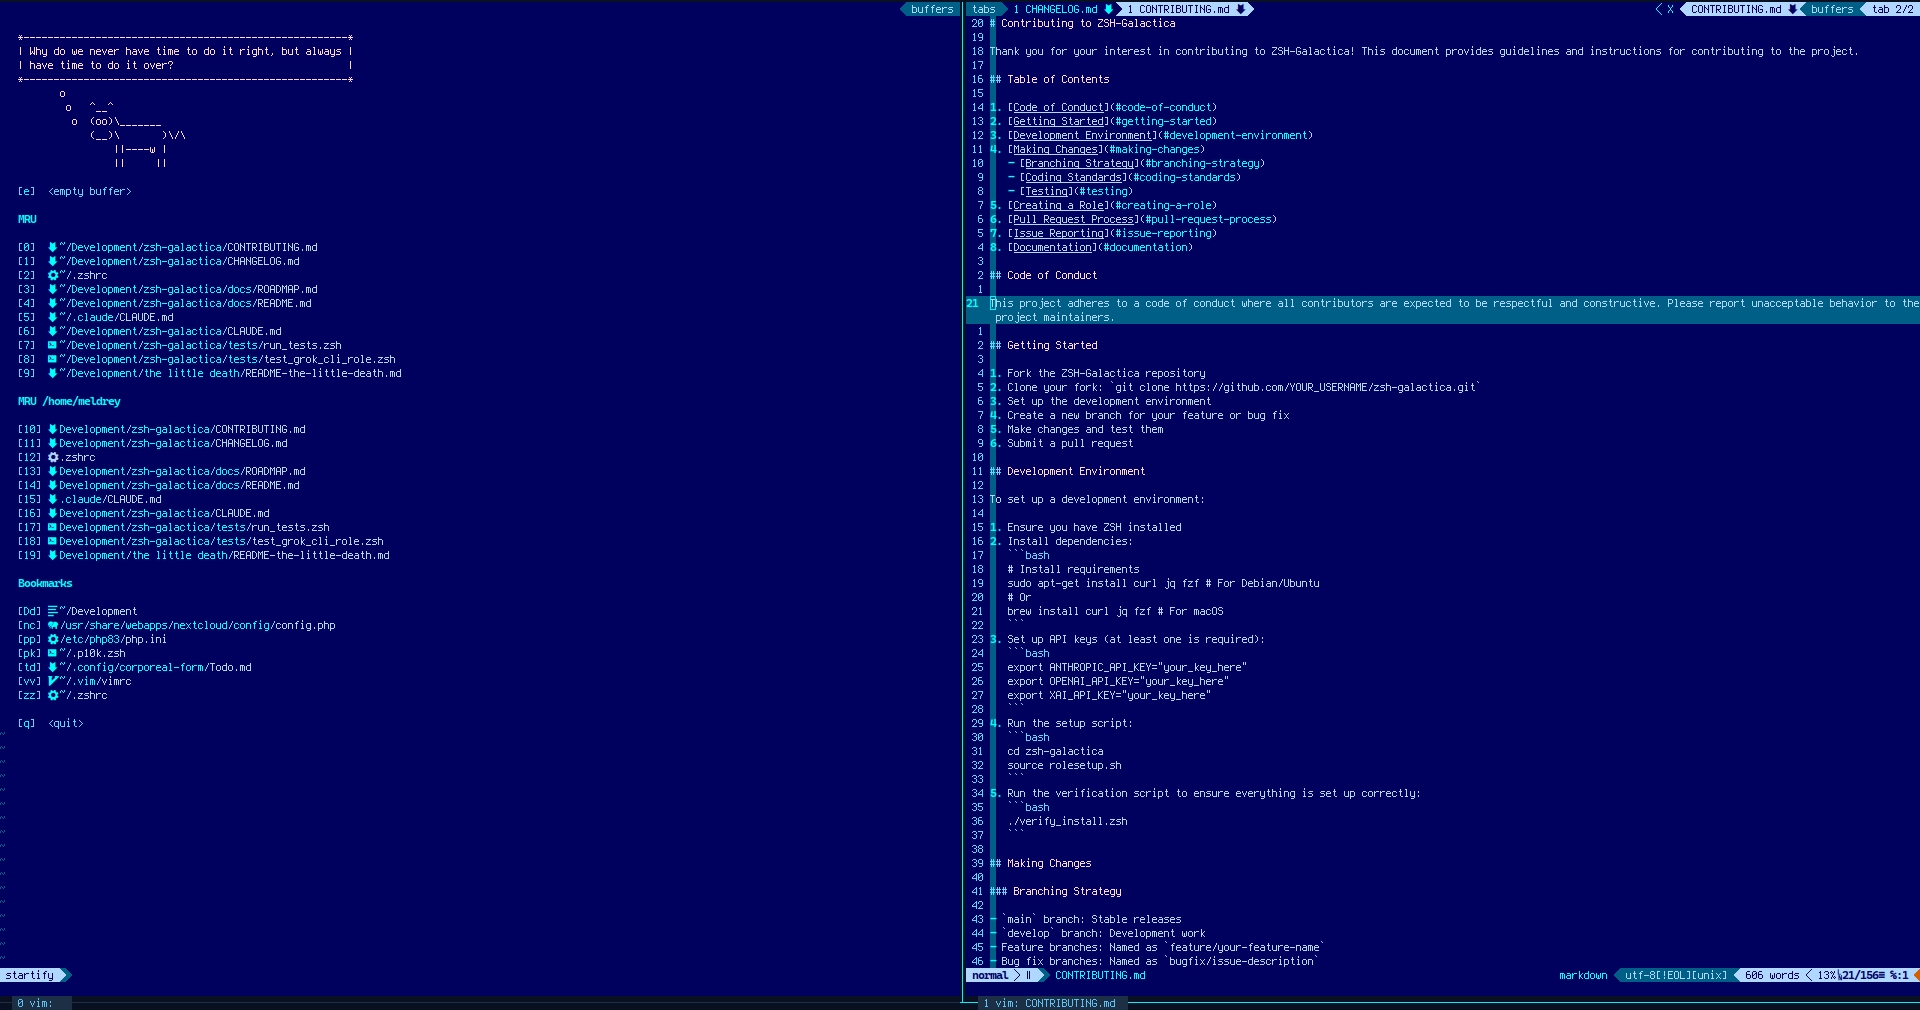 buffers
*------------------------------------------------------*
| Why do we never have time to do it right, but always |
| have time to do it over?                             |
*------------------------------------------------------*
       o
        o   ^__^
         o  (oo)\_______
            (__)\       )\/\
                ||----w |
                ||     ||
[e]  <empty buffer>
MRU
[0]  ~/Development/zsh-galactica/CONTRIBUTING.md
[1]  ~/Development/zsh-galactica/CHANGELOG.md
[2]  ~/.zshrc
[3]  ~/Development/zsh-galactica/docs/ROADMAP.md
[4]  ~/Development/zsh-galactica/docs/README.md
[5]  ~/.claude/CLAUDE.md
[6]  ~/Development/zsh-galactica/CLAUDE.md
[7]  ~/Development/zsh-galactica/tests/run_tests.zsh
[8]  ~/Development/zsh-galactica/tests/test_grok_cli_role.zsh
[9]  ~/Development/the little death/README-the-little-death.md
MRU /home/meldrey
[10] Development/zsh-galactica/CONTRIBUTING.md
[11] Development/zsh-galactica/CHANGELOG.md
[12] .zshrc
[13] Development/zsh-galactica/docs/ROADMAP.md
[14] Development/zsh-galactica/docs/README.md
[15] .claude/CLAUDE.md
[16] Development/zsh-galactica/CLAUDE.md
[17] Development/zsh-galactica/tests/run_tests.zsh
[18] Development/zsh-galactica/tests/test_grok_cli_role.zsh
[19] Development/the little death/README-the-little-death.md
Bookmarks
[Dd] ~/Development
[nc] /usr/share/webapps/nextcloud/config/config.php
[pp] /etc/php83/php.ini
[pk] ~/.p10k.zsh
[td] ~/.config/corporeal-form/Todo.md
[vv] ~/.vim/vimrc
[zz] ~/.zshrc
[q]  <quit>
startify
0 vim:
tabs 1 CHANGELOG.md 1 CONTRIBUTING.md < X CONTRIBUTING.md buffers tab 2/2
20 # Contributing to ZSH-Galactica
19
18 Thank you for your interest in contributing to ZSH-Galactica! This document provides guidelines and instructions for contributing to the project.
17
16 ## Table of Contents
15
14 1. [Code of Conduct](#code-of-conduct)
13 2. [Getting Started](#getting-started)
12 3. [Development Environment](#development-environment)
11 4. [Making Changes](#making-changes)
10    - [Branching Strategy](#branching-strategy)
9    - [Coding Standards](#coding-standards)
8    - [Testing](#testing)
7 5. [Creating a Role](#creating-a-role)
6 6. [Pull Request Process](#pull-request-process)
5 7. [Issue Reporting](#issue-reporting)
4 8. [Documentation](#documentation)
3
2 ## Code of Conduct
1
21 This project adheres to a code of conduct where all contributors are expected to be respectful and constructive. Please report unacceptable behavior to the
project maintainers.
1
2 ## Getting Started
3
4 1. Fork the ZSH-Galactica repository
5 2. Clone your fork: `git clone https://github.com/YOUR_USERNAME/zsh-galactica.git`
6 3. Set up the development environment
7 4. Create a new branch for your feature or bug fix
8 5. Make changes and test them
9 6. Submit a pull request
10
11 ## Development Environment
12
13 To set up a development environment:
14
15 1. Ensure you have ZSH installed
16 2. Install dependencies:
17    ```bash
18    # Install requirements
19    sudo apt-get install curl jq fzf # For Debian/Ubuntu
20    # Or
21    brew install curl jq fzf # For macOS
22    ```
23 3. Set up API keys (at least one is required):
24    ```bash
25    export ANTHROPIC_API_KEY="your_key_here"
26    export OPENAI_API_KEY="your_key_here"
27    export XAI_API_KEY="your_key_here"
28    ```
29 4. Run the setup script:
30    ```bash
31    cd zsh-galactica
32    source rolesetup.sh
33    ```
34 5. Run the verification script to ensure everything is set up correctly:
35    ```bash
36    ./verify_install.zsh
37    ```
38
39 ## Making Changes
40
41 ### Branching Strategy
42
43 - `main` branch: Stable releases
44 - `develop` branch: Development work
45 - Feature branches: Named as `feature/your-feature-name`
46 - Bug fix branches: Named as `bugfix/issue-description`
normal CONTRIBUTING.md markdown utf-8[!EOL][unix] 606 words < 13% 21/156 %:1
1 vim: CONTRIBUTING.md